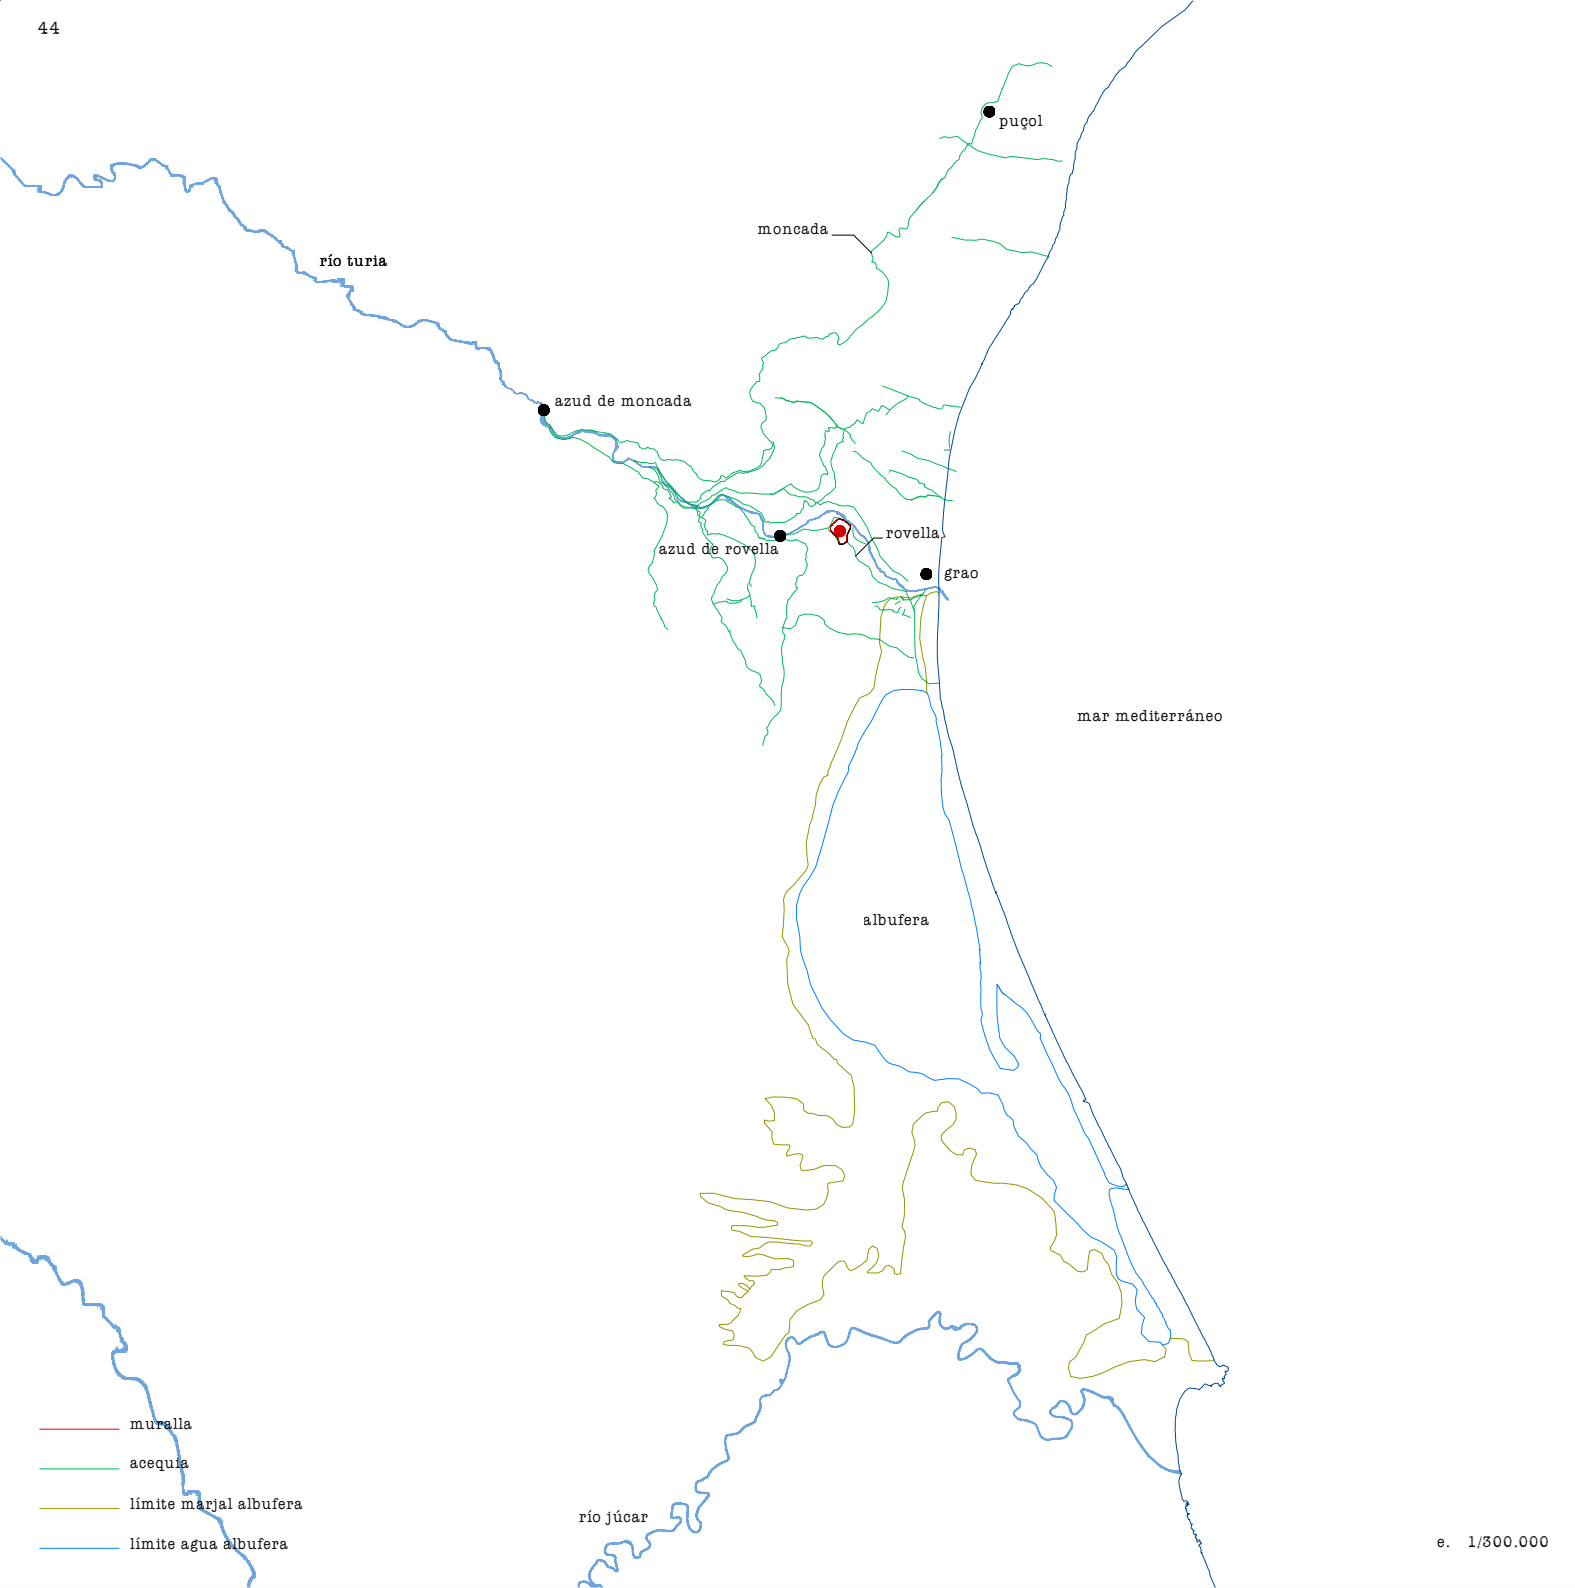 44
puçol
moncada
río turia
azud de moncada
rovella
azud de rovella
grao
mar mediterráneo
albufera
muralla
acequia
límite marjal albufera
río júcar
límite agua albufera
e. 1/300.000